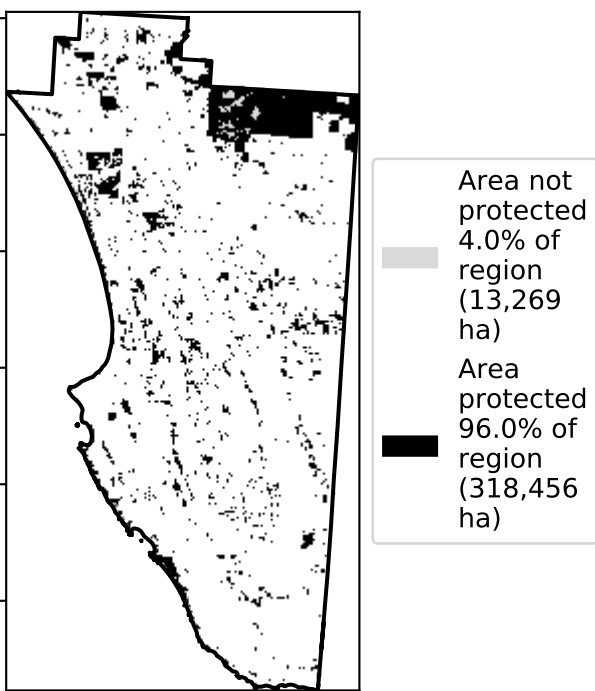 Area not
protected
4.0% of
region
(13,269
ha)
Area
protected
96.0% of
region
(318,456
ha)